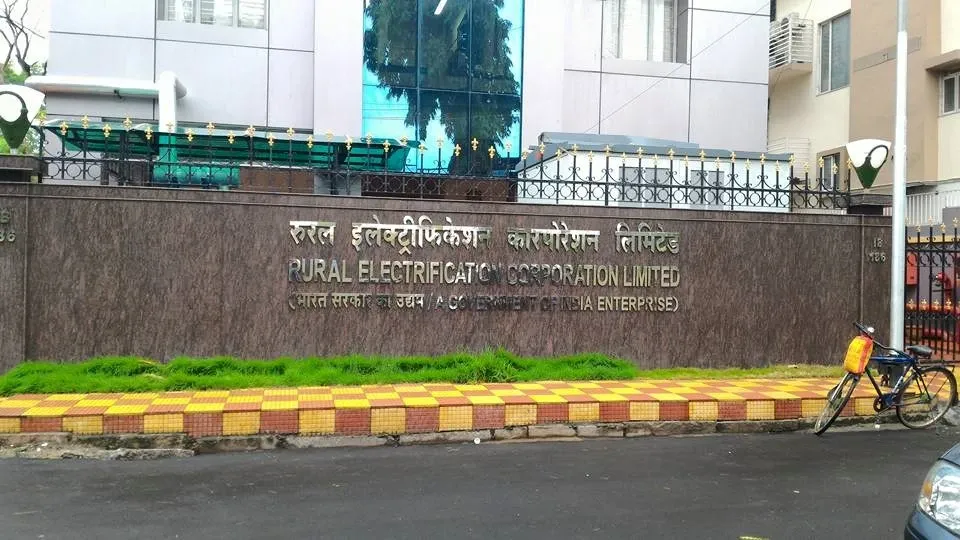 रुरल इलेक्ट्रीफिकेशन कारपोरेशन लिमिटेड
RURAL ELECTRIFICATION CORPORATION LIMITED
(भारत सरकार का उद्यम / A GOVERNMENT OF INDIA ENTERPRISE)